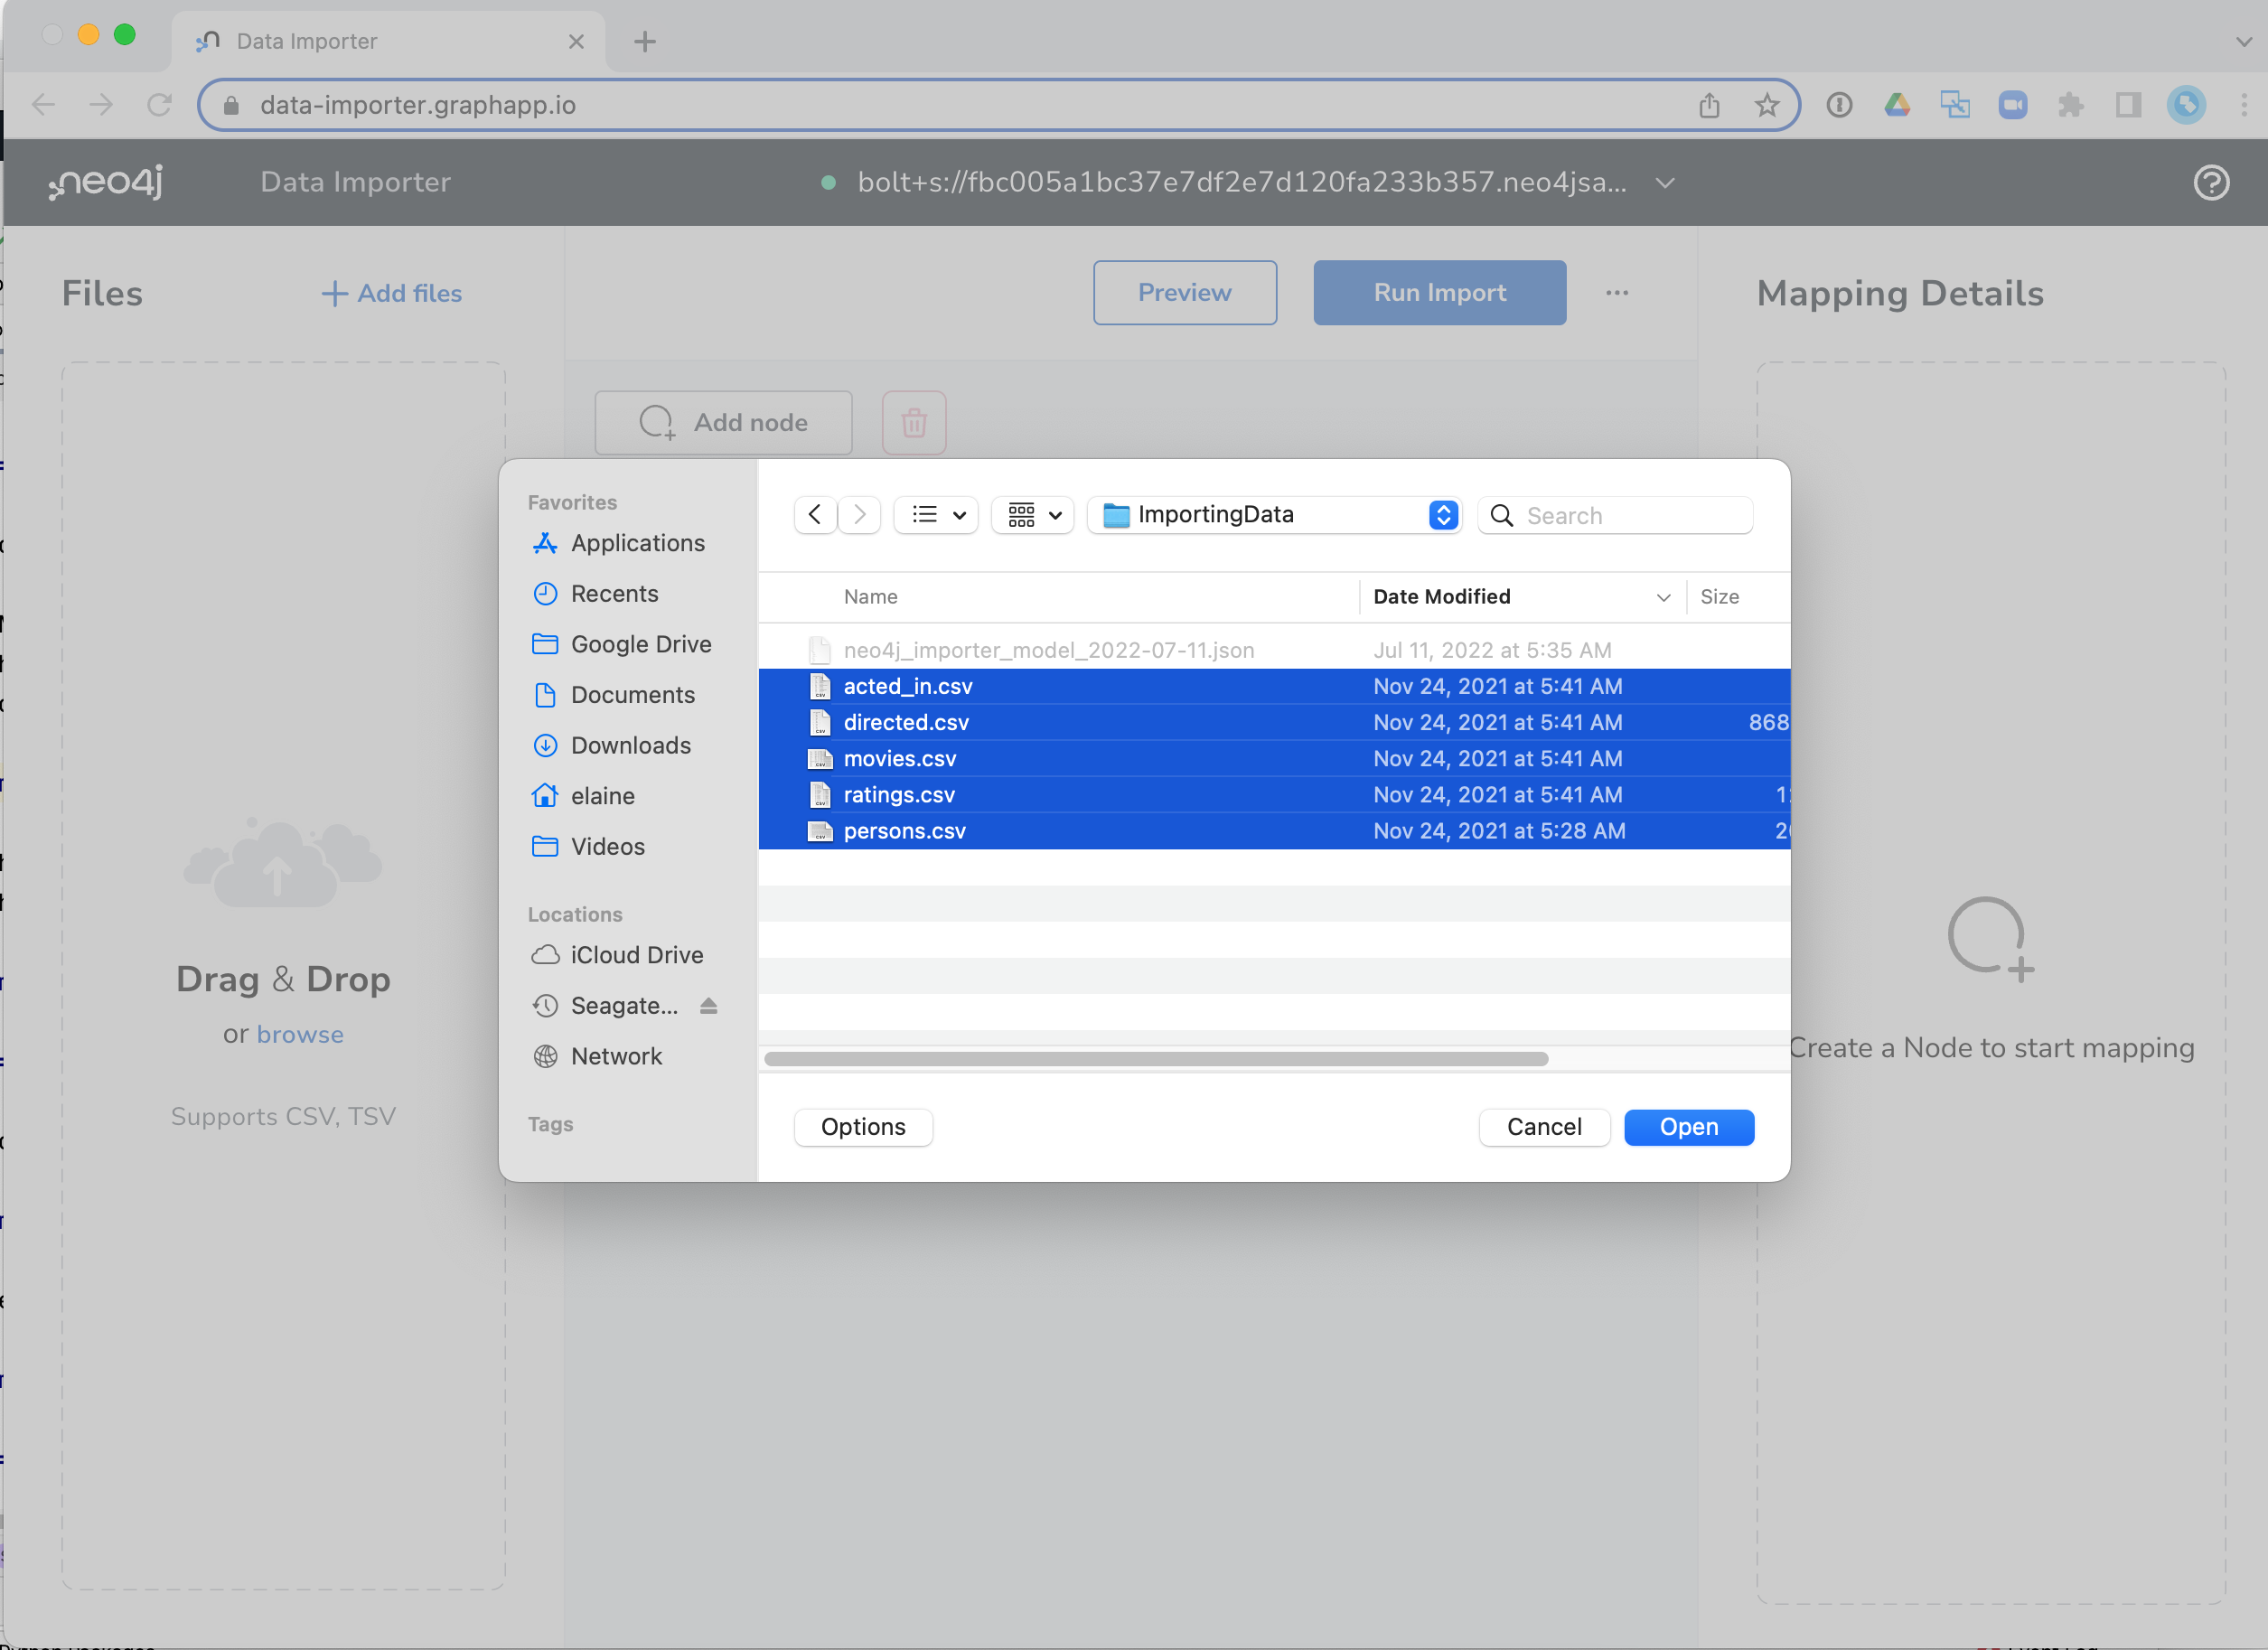 Data Importer
data-importer.graphapp.io
neo4j
Data Importer
bolt+s://fbc005a1bc37e7df2e7d120fa233b357.neo4jsa...
Files
Add files
Preview
Run Import
Mapping Details
Add node
Favorites
Applications
Recents
Google Drive
Documents
Downloads
elaine
Videos
Locations
iCloud Drive
Seagate...
Network
Tags
ImportingData
Search
Name Date Modified Size
neo4j_importer_model_2022-07-11.json Jul 11, 2022 at 5:35 AM
acted_in.csv Nov 24, 2021 at 5:41 AM
directed.csv Nov 24, 2021 at 5:41 AM 868
movies.csv Nov 24, 2021 at 5:41 AM
ratings.csv Nov 24, 2021 at 5:41 AM
persons.csv Nov 24, 2021 at 5:28 AM
Options
Cancel
Open
Drag & Drop
or browse
Supports CSV, TSV
Create a Node to start mapping